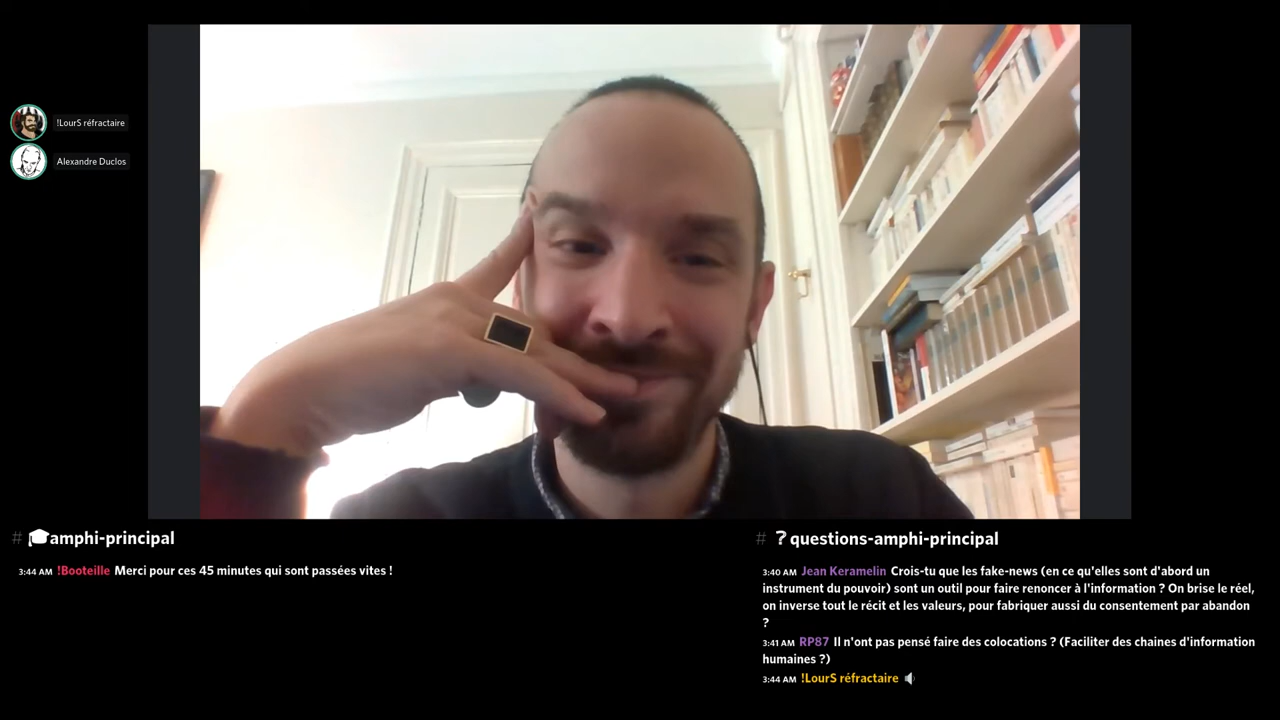 !LourS réfractaire
Alexandre Duclos
# 🎓amphi-principal
3:44 AM !Booteille Merci pour ces 45 minutes qui sont passées vites !
# ❔questions-amphi-principal
3:40 AM Jean Keramelin Crois-tu que les fake-news (en ce qu'elles sont d'abord un
instrument du pouvoir) sont un outil pour faire renoncer à l'information ? On brise le réel,
on inverse tout le récit et les valeurs, pour fabriquer aussi du consentement par abandon
?
3:41 AM RP87 Il n'ont pas pensé faire des colocations ? (Faciliter des chaines d'information
humaines ?)
3:44 AM !LourS réfractaire 🔈